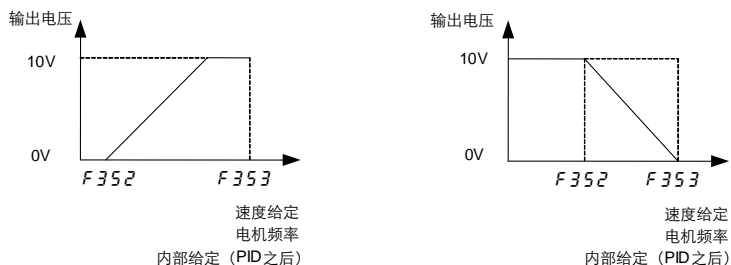 输出电压
10V
0V
F352 F353
速度给定
电机频率
内部给定（PID之后）
输出电压
10V
0V
F352 F353
速度给定
电机频率
内部给定（PID之后）